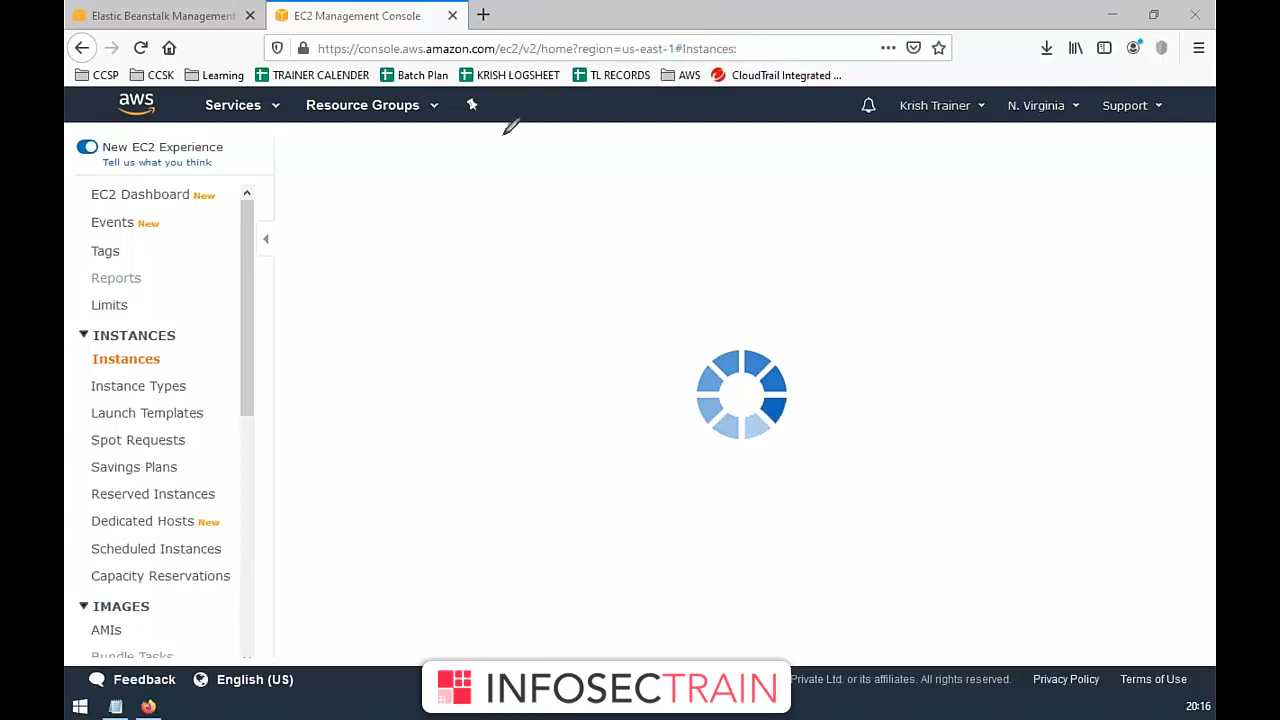 Elastic Beanstalk Management
EC2 Management Console
https://console.aws.amazon.com/ec2/v2/home?region=us-east-1#Instances:
CCSP CCSK Learning TRAINER CALENDER Batch Plan KRISH LOGSHEET TL RECORDS AWS CloudTrail Integrated ...
aws Services Resource Groups Krish Trainer N. Virginia Support
New EC2 Experience
Tell us what you think
EC2 Dashboard New
Events New
Tags
Reports
Limits
INSTANCES
Instances
Instance Types
Launch Templates
Spot Requests
Savings Plans
Reserved Instances
Dedicated Hosts New
Scheduled Instances
Capacity Reservations
IMAGES
AMIs
Bundle Tasks
Feedback English (US) Private Ltd. or its affiliates. All rights reserved. Privacy Policy Terms of Use
INFOSECTRAIN
20:16